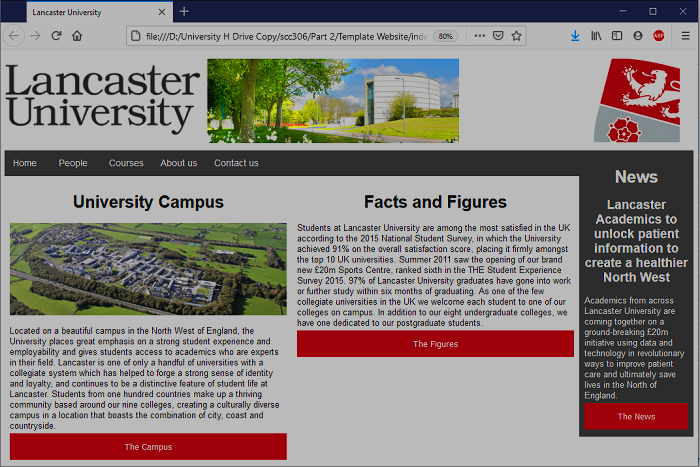 Lancaster University
file:///D:/University H Drive Copy/scc306/Part 2/Template Website/inde
80%
ABP
Lancaster
University
Home People Courses About us Contact us
University Campus
Located on a beautiful campus in the North West of England, the
University places great emphasis on a strong student experience and
employability and gives students access to academics who are experts
in their field. Lancaster is one of only a handful of universities with a
collegiate system which has helped to forge a strong sense of identity
and loyalty, and continues to be a distinctive feature of student life at
Lancaster. Students from one hundred countries make up a thriving
community based around our nine colleges, creating a culturally diverse
campus in a location that boasts the combination of city, coast and
countryside.
The Campus
Facts and Figures
Students at Lancaster University are among the most satisfied in the UK
according to the 2015 National Student Survey, in which the University
achieved 91% on the overall satisfaction score, placing it firmly amongst
the top 10 UK universities. Summer 2011 saw the opening of our brand
new £20m Sports Centre, ranked sixth in the THE Student Experience
Survey 2015. 97% of Lancaster University graduates have gone into work
or further study within six months of graduating. As one of the few
collegiate universities in the UK we welcome each student to one of our
colleges on campus. In addition to our eight undergraduate colleges, we
have one dedicated to our postgraduate students.
The Figures
News
Lancaster
Academics to
unlock patient
information to
create a healthier
North West
Academics from across
Lancaster University are
coming together on a
ground-breaking £20m
initiative using data and
technology in revolutionary
ways to improve patient
care and ultimately save
lives in the North of
England.
The News